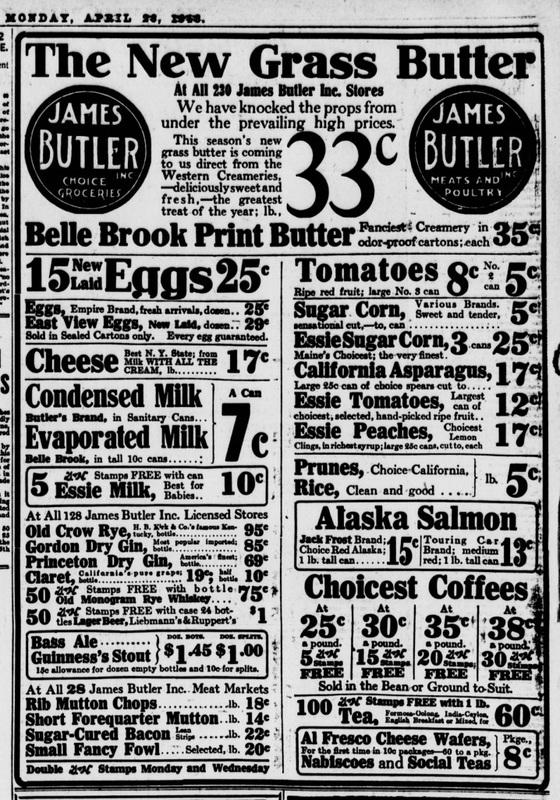 MONDAY, APRIL
The New Grass Butter
JAMES
BUTLER
INC
CHOICE
GROCERIES
At All 230 James Butler Inc. Stores
We have knocked the props from
under the prevailing high prices.
This season's new
grass butter is coming
to us direct from the
Western Creameries,
—deliciously sweet and
fresh,—the greatest
treat of the year; lb.,
33c
JAMES
BUTLER
INC
MEATS AND
POULTRY
Belle Brook Print Butter Fanciest Creamery in
odor-proof cartons; each 35c
15 New Laid Eggs 25c
Eggs, Empire Brand, fresh arrivals, dozen.. 25c
East View Eggs, New Laid, dozen.. 29c
Sold in Sealed Cartons only. Every egg guaranteed.
Cheese Best N. Y. State; from
Milk WITH ALL THE
CREAM, lb......... 17c
Condensed Milk
Butler's Brand, in Sanitary Cans...
Evaporated Milk
Belle Brook, in tall 10c cans......
A Can
7c
5 S&H Stamps FREE with can
Essie Milk, Best for
Babies.. 10c
At All 128 James Butler Inc. Licensed Stores
Old Crow Rye, H. B. Kirk & Co.'s famous Ken-
tucky, bottle. 95c
Gordon Dry Gin, Most popular imported;
bottle. 85c
Princeton Dry Gin, America's finest;
bottle. 69c
Claret, California's pure grape;
bottle. 19c, half
bottle 10c
50 S&H Stamps FREE with bottle
Old Monogram Rye Whiskey.. 75c
50 S&H Stamps FREE with case 24 bot-
tles Lager Beer, Liebmann's & Ruppert's $1
Bass Ale..........
Guinness's Stout
DOZ. BOTS.
$1.45
DOZ. SPLITS.
$1.00
15c allowance for dozen empty bottles and 10c for splits.
At All 28 James Butler Inc. Meat Markets
Rib Mutton Chops..........lb. 18c
Short Forequarter Mutton..lb. 14c
Sugar-Cured Bacon Lean
Strips ...lb. 22c
Small Fancy Fowl....Selected, lb. 20c
Double S&H Stamps Monday and Wednesday
Tomatoes 8c No.
2
can 5c
Ripe red fruit; large No. 3 can
Sugar Corn, Various Brands.
Sweet and tender,
sensational cut,—to, can 5c
Essie Sugar Corn, 3 cans 25c
Maine's Choicest; the very finest.
California Asparagus, 17c
Large 25c can of choice spears cut to.....
Essie Tomatoes, Largest
can of
choicest, selected, hand-picked ripe fruit.. 12c
Essie Peaches, Choicest
Lemon
Clings, in richest syrup; large 25c cans, cut to, each 17c
Prunes, Choice California,
Rice, Clean and good ....
lb. 5c
Alaska Salmon
Jack Frost Brand;
Choice Red Alaska;
1 lb. tall can...... 15c
Touring Car
Brand; medium
red; 1 lb. tall can 13c
Choicest Coffees
At
25c
a pound.
5 S&H
Stamps
FREE
At
30c
a pound.
15 S&H
Stamps
FREE
At
35c
a pound.
20 S&H
Stamps
FREE
At
38c
a pound.
30 S&H
Stamps
FREE
Sold in the Bean or Ground to Suit.
100 S&H Stamps FREE with 1 lb.
Tea, Formosa-Oolong, India-Ceylon,
English Breakfast or Mixed, for 60c
Al Fresco Cheese Wafers,
For the first time in 10c packages—60 to a pkg.
Nabiscoes and Social Teas
Pkge.,
8c